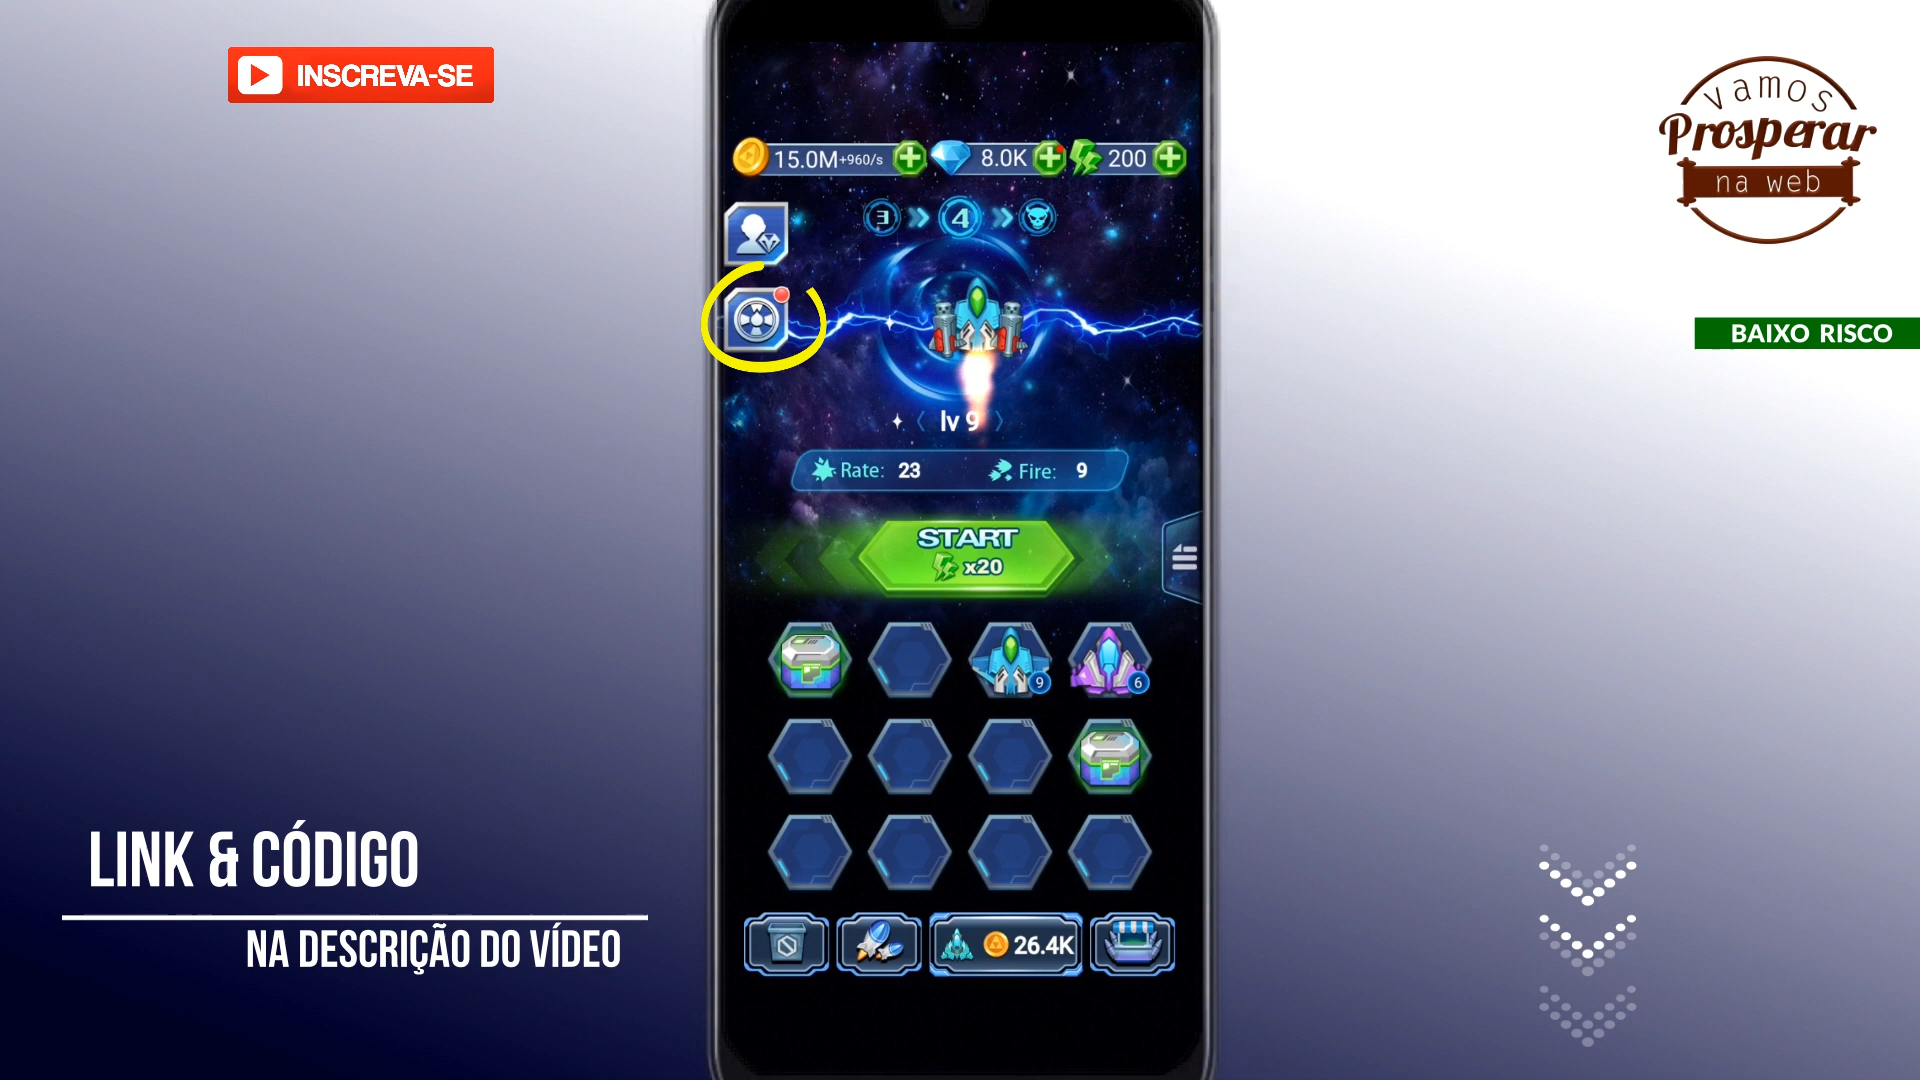 INSCREVA-SE
vamos
Prosperar
na web
15.0M+960/s
8.0K
200
3
4
BAIXO RISCO
lv 9
Rate: 23
Fire: 9
START
x20
9
6
LINK & CÓDIGO
NA DESCRIÇÃO DO VÍDEO
26.4K